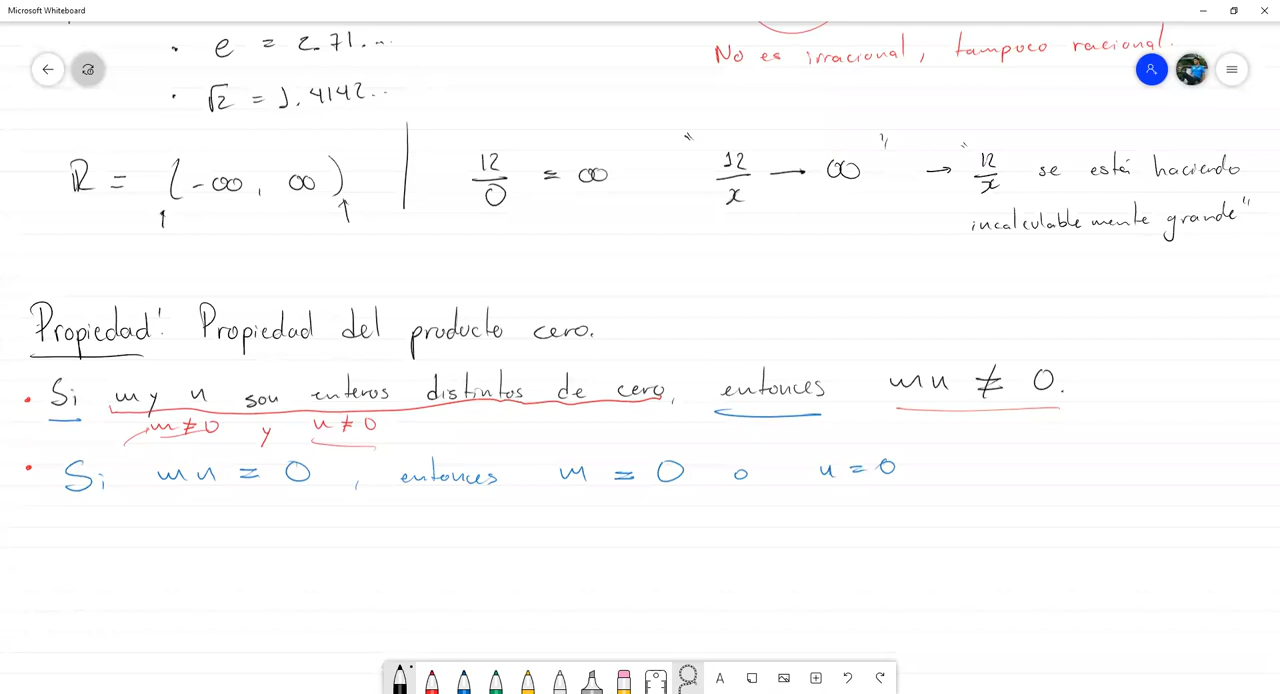 Microsoft Whiteboard
• e = 2.71...
No es irracional, tampoco racional.
• √2 = 1.4142...
ℝ = (-∞, ∞)
12/0 = ∞
"12/x → ∞" → "12/x se está haciendo
incalculablemente grande"
Propiedad: Propiedad del producto cero.
• Si m y n son enteros distintos de cero, entonces mn ≠ 0.
m ≠ 0 y n ≠ 0
• Si mn = 0, entonces m = 0 o n = 0
A